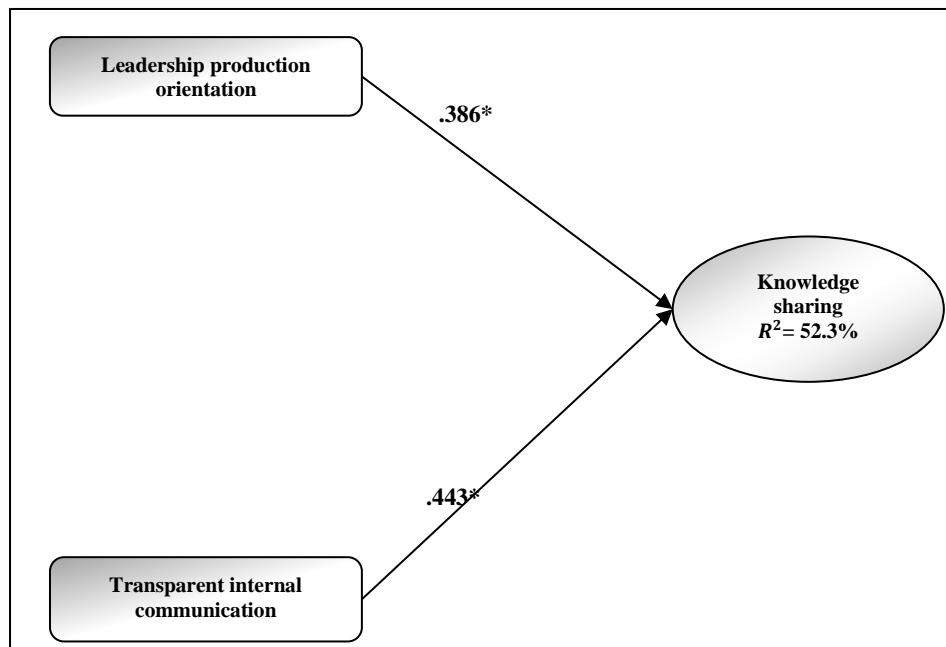 Leadership production
orientation
.386*
Knowledge
sharing
R² = 52.3%
.443*
Transparent internal
communication